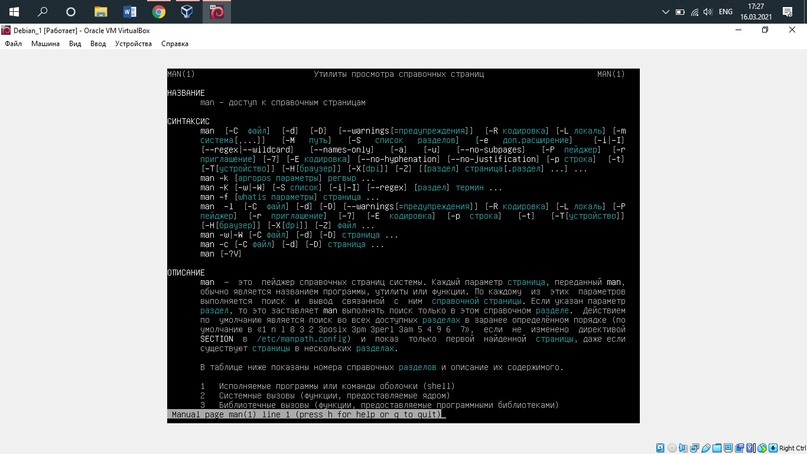 17:27
ENG
16.03.2021
Debian_1 [Работает] - Oracle VM VirtualBox
Файл Машина Вид Ввод Устройства Справка
MAN(1) Утилиты просмотра справочных страниц MAN(1)
НАЗВАНИЕ
man - доступ к справочным страницам
СИНТАКСИС
man [-C файл] [-d] [-D] [--warnings[=предупреждения]] [-R кодировка] [-L локаль] [-m
система[,...]] [-M путь] [-S список разделов] [-e доп.расширение] [-i|-I]
[--regex|--wildcard] [--names-only] [-a] [-u] [--no-subpages] [-P пейджер] [-r
приглашение] [-7] [-E кодировка] [--no-hyphenation] [--no-justification] [-p строка] [-t]
[-T[устройство]] [-H[браузер]] [-X[dpi]] [-Z] [[раздел] страница[.раздел] ...] ...
man -k [apropos параметры] регвыр ...
man -K [-w|-W] [-S список] [-i|-I] [--regex] [раздел] термин ...
man -f [whatis параметры] страница ...
man -l [-C файл] [-d] [-D] [--warnings[=предупреждения]] [-R кодировка] [-L локаль] [-P
пейджер] [-r приглашение] [-7] [-E кодировка] [-p строка] [-t] [-T[устройство]]
[-H[браузер]] [-X[dpi]] [-Z] файл ...
man -w|-W [-C файл] [-d] [-D] страница ...
man -c [-C файл] [-d] [-D] страница ...
man [-?V]
ОПИСАНИЕ
man - это пейджер справочных страниц системы. Каждый параметр страница, переданный man,
обычно является названием программы, утилиты или функции. По каждому из этих параметров
выполняется поиск и вывод связанной с ним справочной страницы. Если указан параметр
раздел, то это заставляет man выполнять поиск только в этом справочном разделе. Действием
по умолчанию является поиск во всех доступных разделах в заранее определённом порядке (по
умолчанию в «1 n l 8 3 2 3posix 3pm 3perl 3am 5 4 9 6 7», если не изменено директивой
SECTION в /etc/manpath.config) и показ только первой найденной страницы, даже если
существуют страницы в нескольких разделах.
В таблице ниже показаны номера справочных разделов и описание их содержимого.
1 Исполняемые программы или команды оболочки (shell)
2 Системные вызовы (функции, предоставляемые ядром)
3 Библиотечные вызовы (функции, предоставляемые программными библиотеками)
Manual page man(1) line 1 (press h for help or q to quit)
Right Ctrl